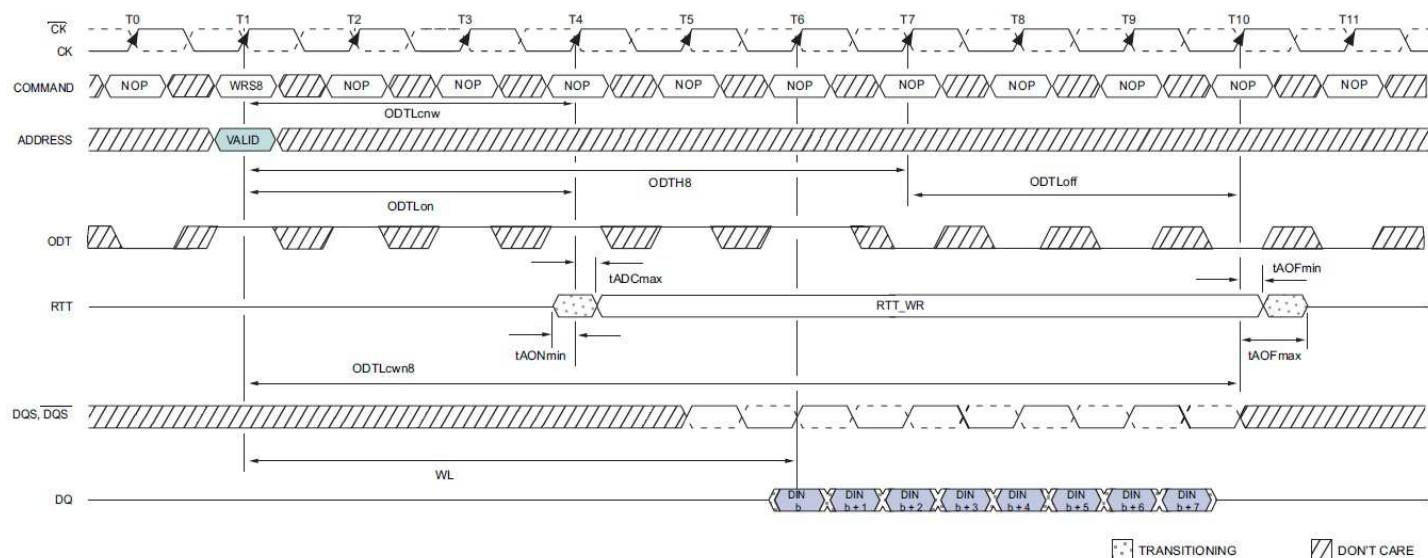 T0 T1 T2 T3 T4 T5 T6 T7 T8 T9 T10 T11
CK
CK
COMMAND NOP WRS8 NOP NOP NOP NOP NOP NOP NOP NOP NOP NOP
ODTLcnw
ADDRESS VALID
ODTH8 ODTLoff
ODTLon
ODT
tADCmax tAOFmin
RTT RTT_WR
tAONmin tAOFmax
ODTLcwn8
DQS, DQS
WL
DQ DIN b DIN b + 1 DIN b + 2 DIN b + 3 DIN b + 4 DIN b + 5 DIN b + 6 DIN b + 7
TRANSITIONING DON'T CARE